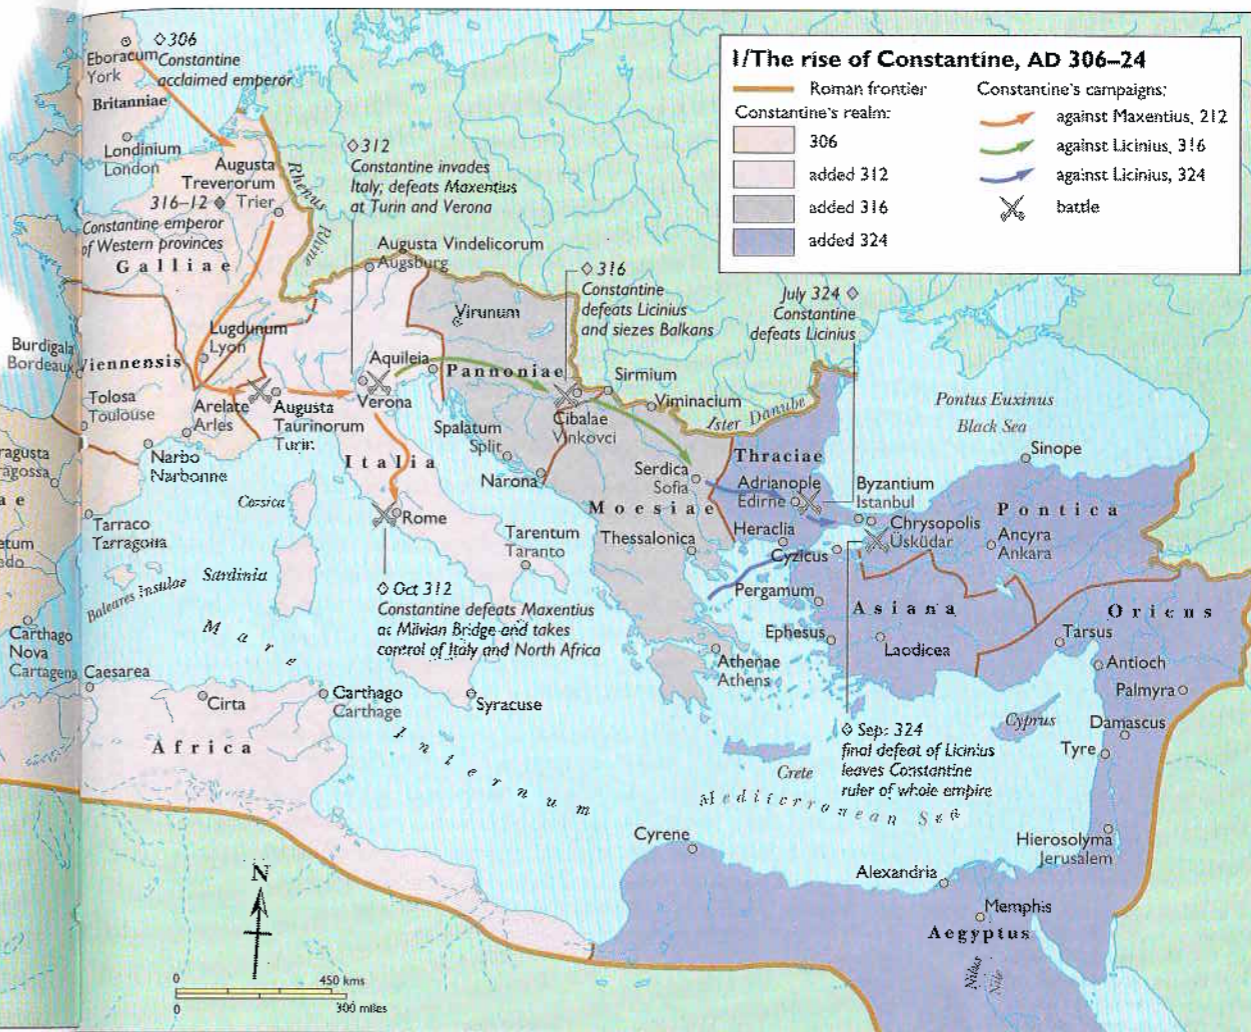 1/The rise of Constantine, AD 306–24
Roman frontier
Constantine's realm:
306
added 312
added 316
added 324
Constantine's campaigns:
against Maxentius, 212
against Licinius, 316
against Licinius, 324
battle
306
Constantine
acclaimed emperor
Eboracum
York
Britanniae
Londinium
London
Augusta
Treverorum
Trier
316–12
Constantine emperor
of Western provinces
Galliae
Rhenus
Rhine
312
Constantine invades
Italy; defeats Maxentius
at Turin and Verona
Augusta Vindelicorum
Augsburg
316
Constantine
defeats Licinius
and siezes Balkans
July 324
Constantine
defeats Licinius
Virunum
Lugdunum
Lyon
Burdigala
Bordeaux
Viennensis
Tolosa
Toulouse
Arelate
Arles
Augusta
Taurinorum
Turin
Aquileia
Verona
Pannoniae
Sirmium
Viminacium
Cibalae
Vinkovci
Ister Danube
Pontus Euxinus
Black Sea
Sinope
Narbo
Narbonne
Italia
Spalatum
Split
Narona
Serdica
Sofia
Moesiae
Thraciae
Adrianople
Edirne
Byzantium
Istanbul
Pontica
ragusta
ragossa
ae
Corsica
Rome
Tarraco
Tarragona
Tarentum
Taranto
Thessalonica
Heraclia
Chrysopolis
Üsküdar
Ancyra
Ankara
Cyzicus
etum
edo
Baleares Insulae
Sardinia
Oct 312
Constantine defeats Maxentius
at Milvian Bridge and takes
control of Italy and North Africa
Pergamum
Asiana
Oricus
Carthago
Nova
Cartagena
Mare
Ephesus
Laodicea
Tarsus
Athenae
Athens
Antioch
Palmyra
Caesarea
Cirta
Carthago
Carthage
Syracuse
Cyprus
Damascus
Tyre
Africa
Internum
Sep: 324
final defeat of Licinius
leaves Constantine
ruler of whole empire
Crete
Mediterranean Sea
Cyrene
Hierosolyma
Jerusalem
Alexandria
Memphis
Aegyptus
Nilus
Nile
N
0
450 kms
0
300 miles